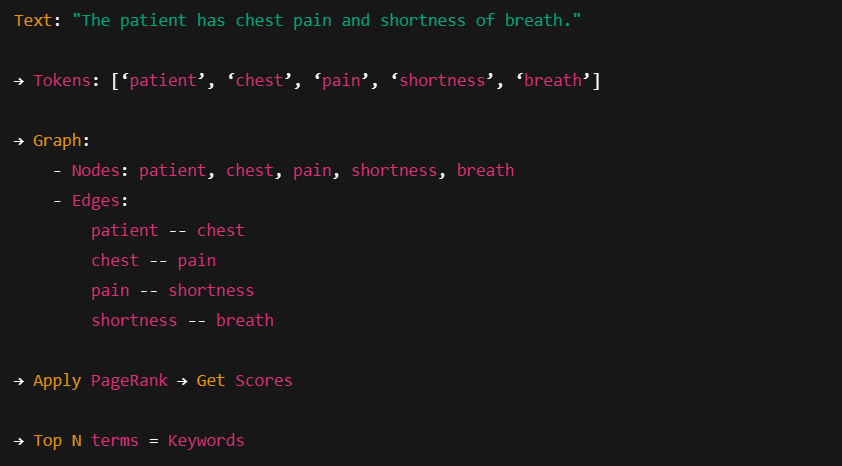 Text: "The patient has chest pain and shortness of breath."
→ Tokens: [‘patient’, ‘chest’, ‘pain’, ‘shortness’, ‘breath’]
→ Graph:
- Nodes: patient, chest, pain, shortness, breath
- Edges:
patient -- chest
chest -- pain
pain -- shortness
shortness -- breath
→ Apply PageRank → Get Scores
→ Top N terms = Keywords